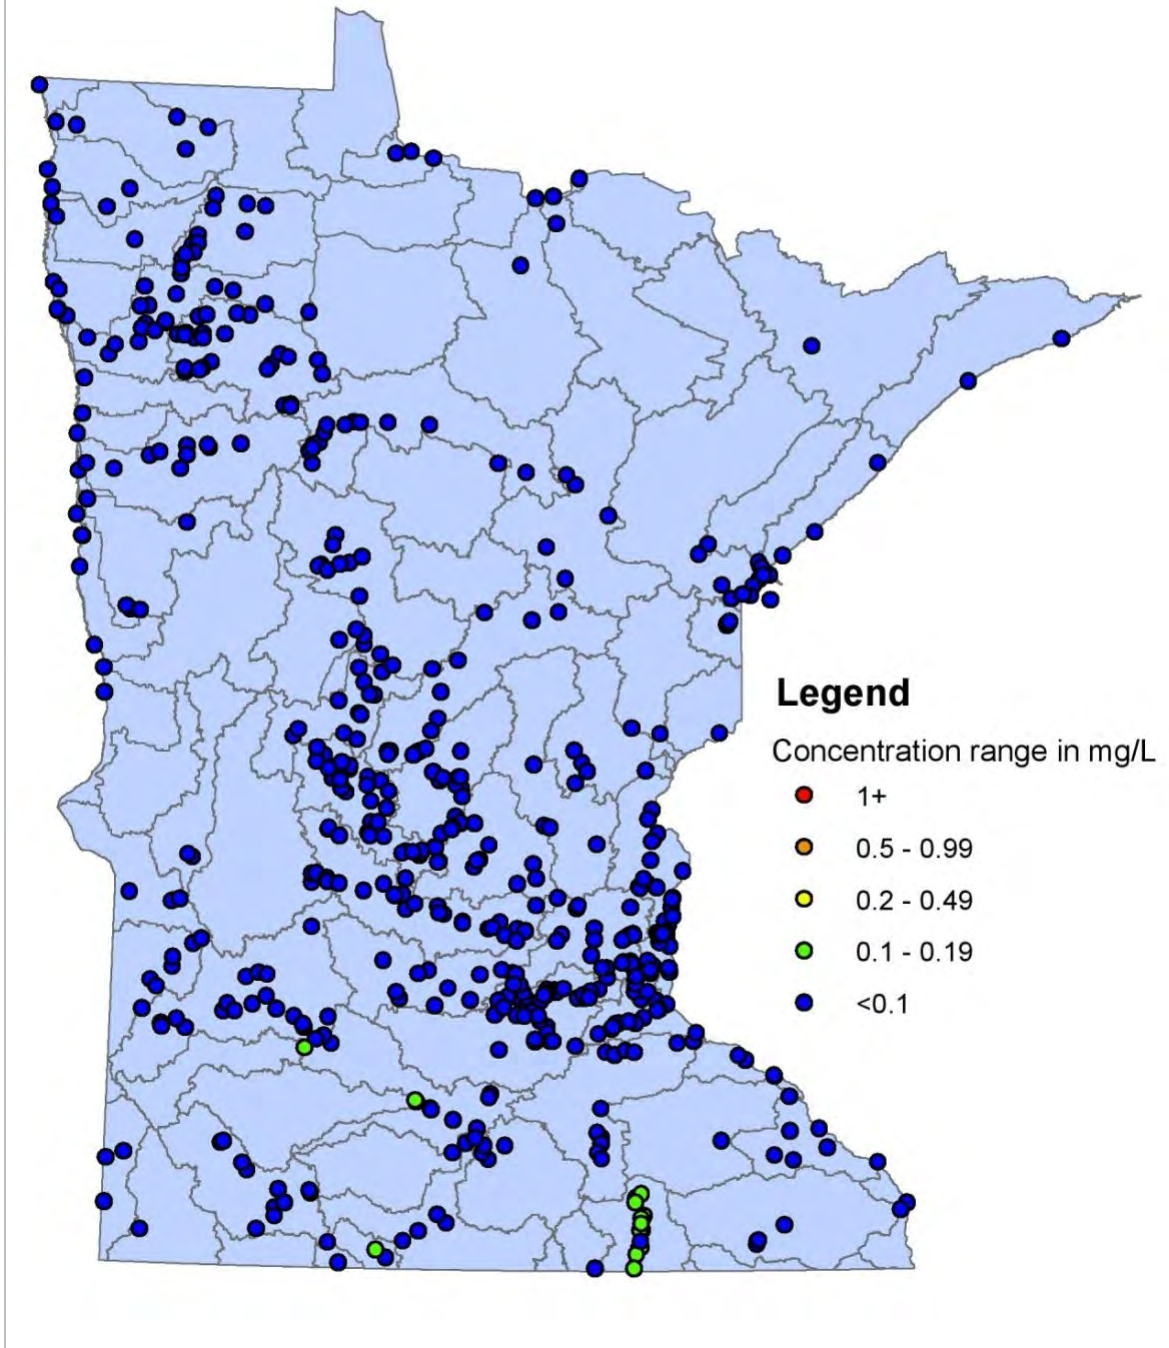 Legend
Concentration range in mg/L
1+
0.5 - 0.99
0.2 - 0.49
0.1 - 0.19
<0.1